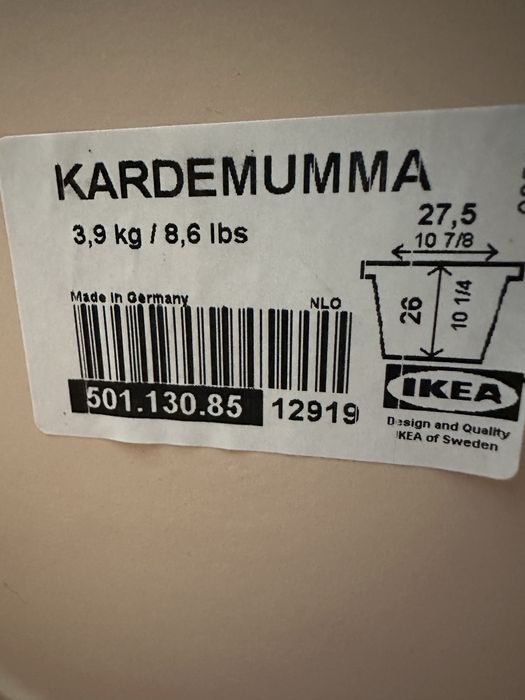 KARDEMUMMA
3,9 kg / 8,6 lbs
27,5
10 7/8
26
10 1/4
Made in Germany
NLO
501.130.85
12919
IKEA
Design and Quality
IKEA of Sweden